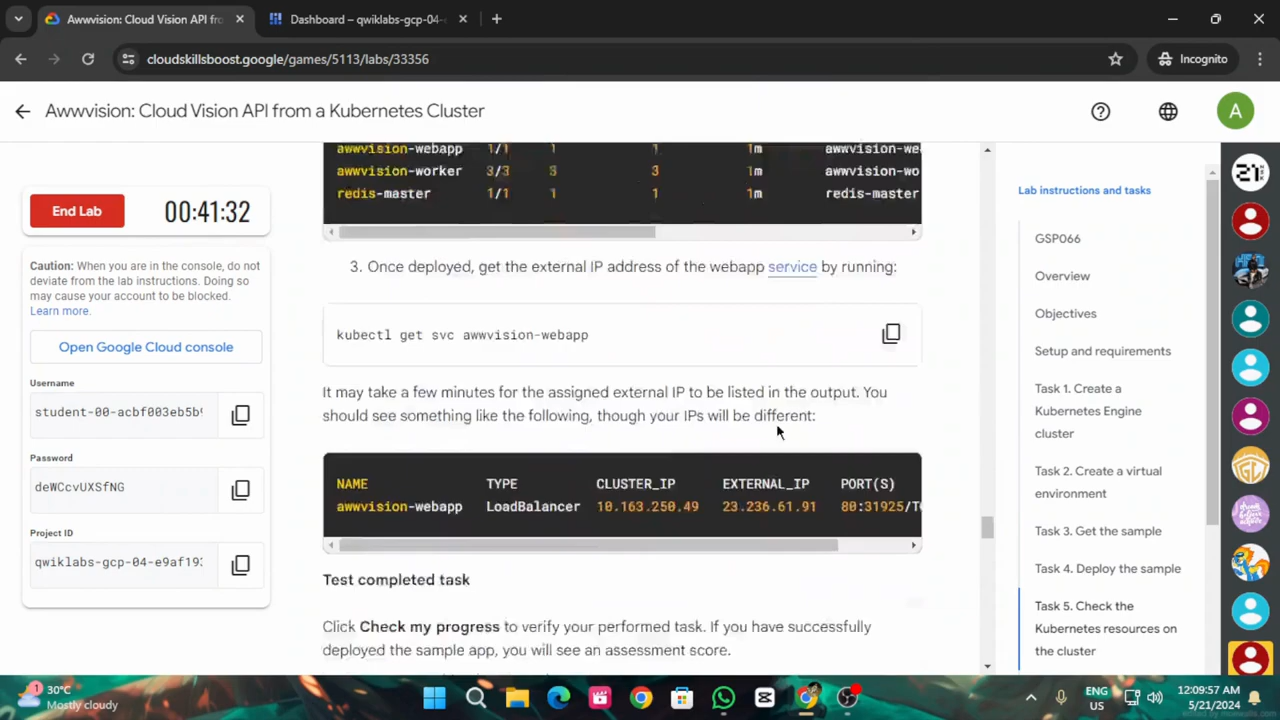 Awwvision: Cloud Vision API fro
Dashboard – qwiklabs-gcp-04-
cloudskillsboost.google/games/5113/labs/33356
Incognito
Awwvision: Cloud Vision API from a Kubernetes Cluster
A
End Lab
00:41:32
Caution: When you are in the console, do not
deviate from the lab instructions. Doing so
may cause your account to be blocked.
Learn more.
Open Google Cloud console
Username
student-00-acbf003eb5b
Password
deWCcvUXSfNG
Project ID
qwiklabs-gcp-04-e9af19
awwvision-webapp 1/1 1 1 1m awwvision-we
awwvision-worker 3/3 3 3 1m awwvision-wo
redis-master 1/1 1 1 1m redis-master
3. Once deployed, get the external IP address of the webapp service by running:
kubectl get svc awwvision-webapp
It may take a few minutes for the assigned external IP to be listed in the output. You
should see something like the following, though your IPs will be different:
NAME TYPE CLUSTER_IP EXTERNAL_IP PORT(S)
awwvision-webapp LoadBalancer 10.163.250.49 23.236.61.91 80:31925/T
Test completed task
Click Check my progress to verify your performed task. If you have successfully
deployed the sample app, you will see an assessment score.
Lab instructions and tasks
GSP066
Overview
Objectives
Setup and requirements
Task 1. Create a
Kubernetes Engine
cluster
Task 2. Create a virtual
environment
Task 3. Get the sample
Task 4. Deploy the sample
Task 5. Check the
Kubernetes resources on
the cluster
1
30°C
Mostly cloudy
ENG
US
12:09:57 AM
5/21/2024